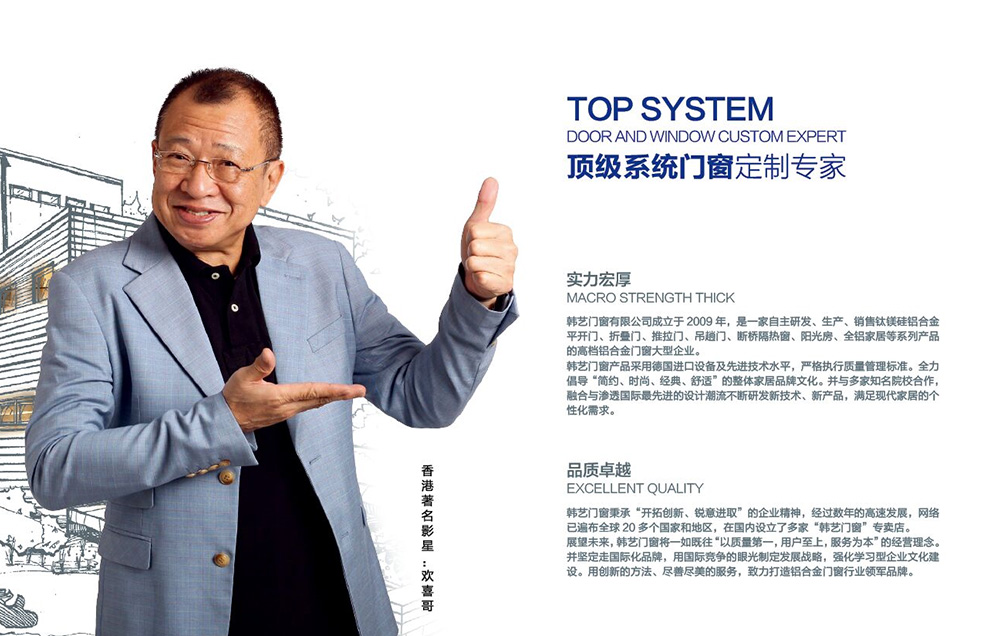 TOP SYSTEM
DOOR AND WINDOW CUSTOM EXPERT
顶级系统门窗定制专家
实力宏厚
MACRO STRENGTH THICK
韩艺门窗有限公司成立于 2009 年，是一家自主研发、生产、销售钛镁硅铝合金
平开门、折叠门、推拉门、吊趟门、断桥隔热窗、阳光房、全铝家居等系列产品
的高档铝合金门窗大型企业。
韩艺门窗产品采用德国进口设备及先进技术水平，严格执行质量管理标准。全力
倡导“简约、时尚、经典、舒适”的整体家居品牌文化。并与多家知名院校合作，
融合与渗透国际最先进的设计潮流不断研发新技术、新产品，满足现代家居的个
性化需求。
品质卓越
EXCELLENT QUALITY
韩艺门窗秉承“开拓创新、锐意进取”的企业精神，经过数年的高速发展，网络
已遍布全球 20 多个国家和地区，在国内设立了多家“韩艺门窗”专卖店。
展望未来，韩艺门窗将一如既往“以质量第一，用户至上，服务为本”的经营理念。
并坚定走国际化品牌，用国际竞争的眼光制定发展战略，强化学习型企业文化建
设。用创新的方法、尽善尽美的服务，致力打造铝合金门窗行业领军品牌。
香港著名影星：欢喜哥